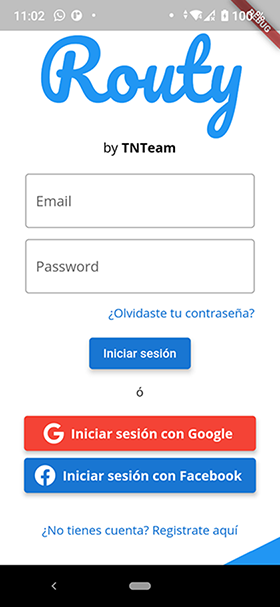 11:02
100%
DEBUG
Routy
by TNTeam
Email
Password
¿Olvidaste tu contraseña?
Iniciar sesión
ó
Iniciar sesión con Google
Iniciar sesión con Facebook
¿No tienes cuenta? Registrate aquí